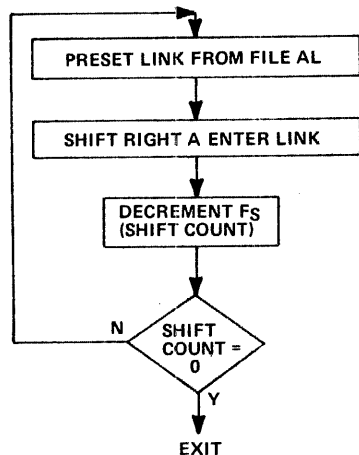 PRESET LINK FROM FILE AL
SHIFT RIGHT A ENTER LINK
DECREMENT FS
(SHIFT COUNT)
SHIFT
COUNT =
0
N
Y
EXIT